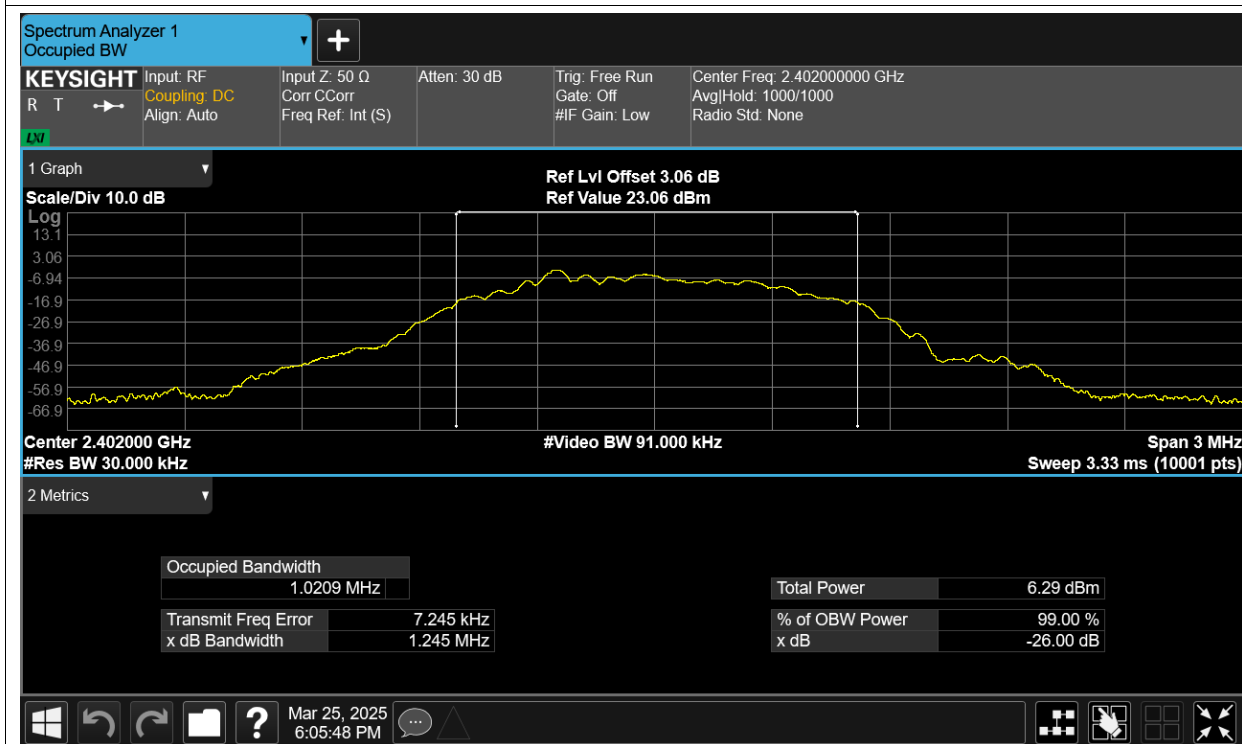 Spectrum Analyzer 1
Occupied BW
+
KEYSIGHT
R T
LXI
Input: RF
Coupling: DC
Align: Auto
Input Z: 50 Ω
Corr CCorr
Freq Ref: Int (S)
Atten: 30 dB
Trig: Free Run
Gate: Off
#IF Gain: Low
Center Freq: 2.402000000 GHz
Avg|Hold: 1000/1000
Radio Std: None
1 Graph
Scale/Div 10.0 dB
Ref Lvl Offset 3.06 dB
Ref Value 23.06 dBm
Log
13.1
3.06
-6.94
-16.9
-26.9
-36.9
-46.9
-56.9
-66.9
Center 2.402000 GHz
#Res BW 30.000 kHz
#Video BW 91.000 kHz
Span 3 MHz
Sweep 3.33 ms (10001 pts)
2 Metrics
Occupied Bandwidth
1.0209 MHz
Transmit Freq Error 7.245 kHz
x dB Bandwidth 1.245 MHz
Total Power 6.29 dBm
% of OBW Power 99.00 %
x dB -26.00 dB
?
Mar 25, 2025
6:05:48 PM